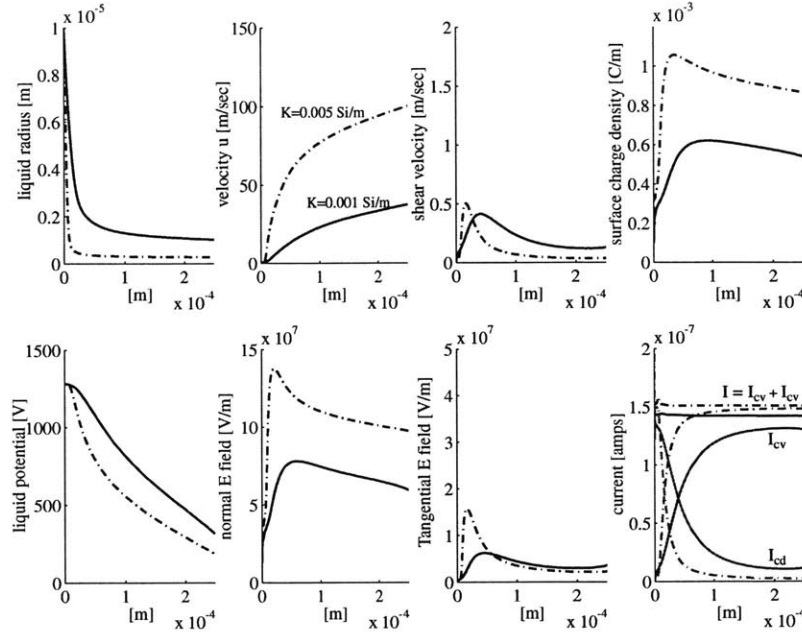 x 10⁻⁵
1
0.8
0.6
0.4
0.2
0
0
1
2
[m]
x 10⁻⁴
liquid radius [m]
150
100
50
0
0
1
2
[m]
x 10⁻⁴
velocity u [m/sec]
K=0.005 Si/m
K=0.001 Si/m
2
1.5
1
0.5
0
0
1
2
[m]
x 10⁻⁴
shear velocity [m/sec]
x 10⁻³
1.2
1
0.8
0.6
0.4
0.2
0
0
1
2
[m]
x 10⁻⁴
surface charge density [C/m]
1500
1000
500
0
0
1
2
[m]
x 10⁻⁴
liquid potential [V]
x 10⁷
15
10
5
0
0
1
2
[m]
x 10⁻⁴
normal E field [V/m]
x 10⁷
5
4
3
2
1
0
0
1
2
[m]
x 10⁻⁴
Tangential E field [V/m]
x 10⁻⁷
2
1.5
1
0.5
0
0
1
2
[m]
x 10⁻⁴
current [amps]
I = I_cv + I_cv
I_cv
I_cd